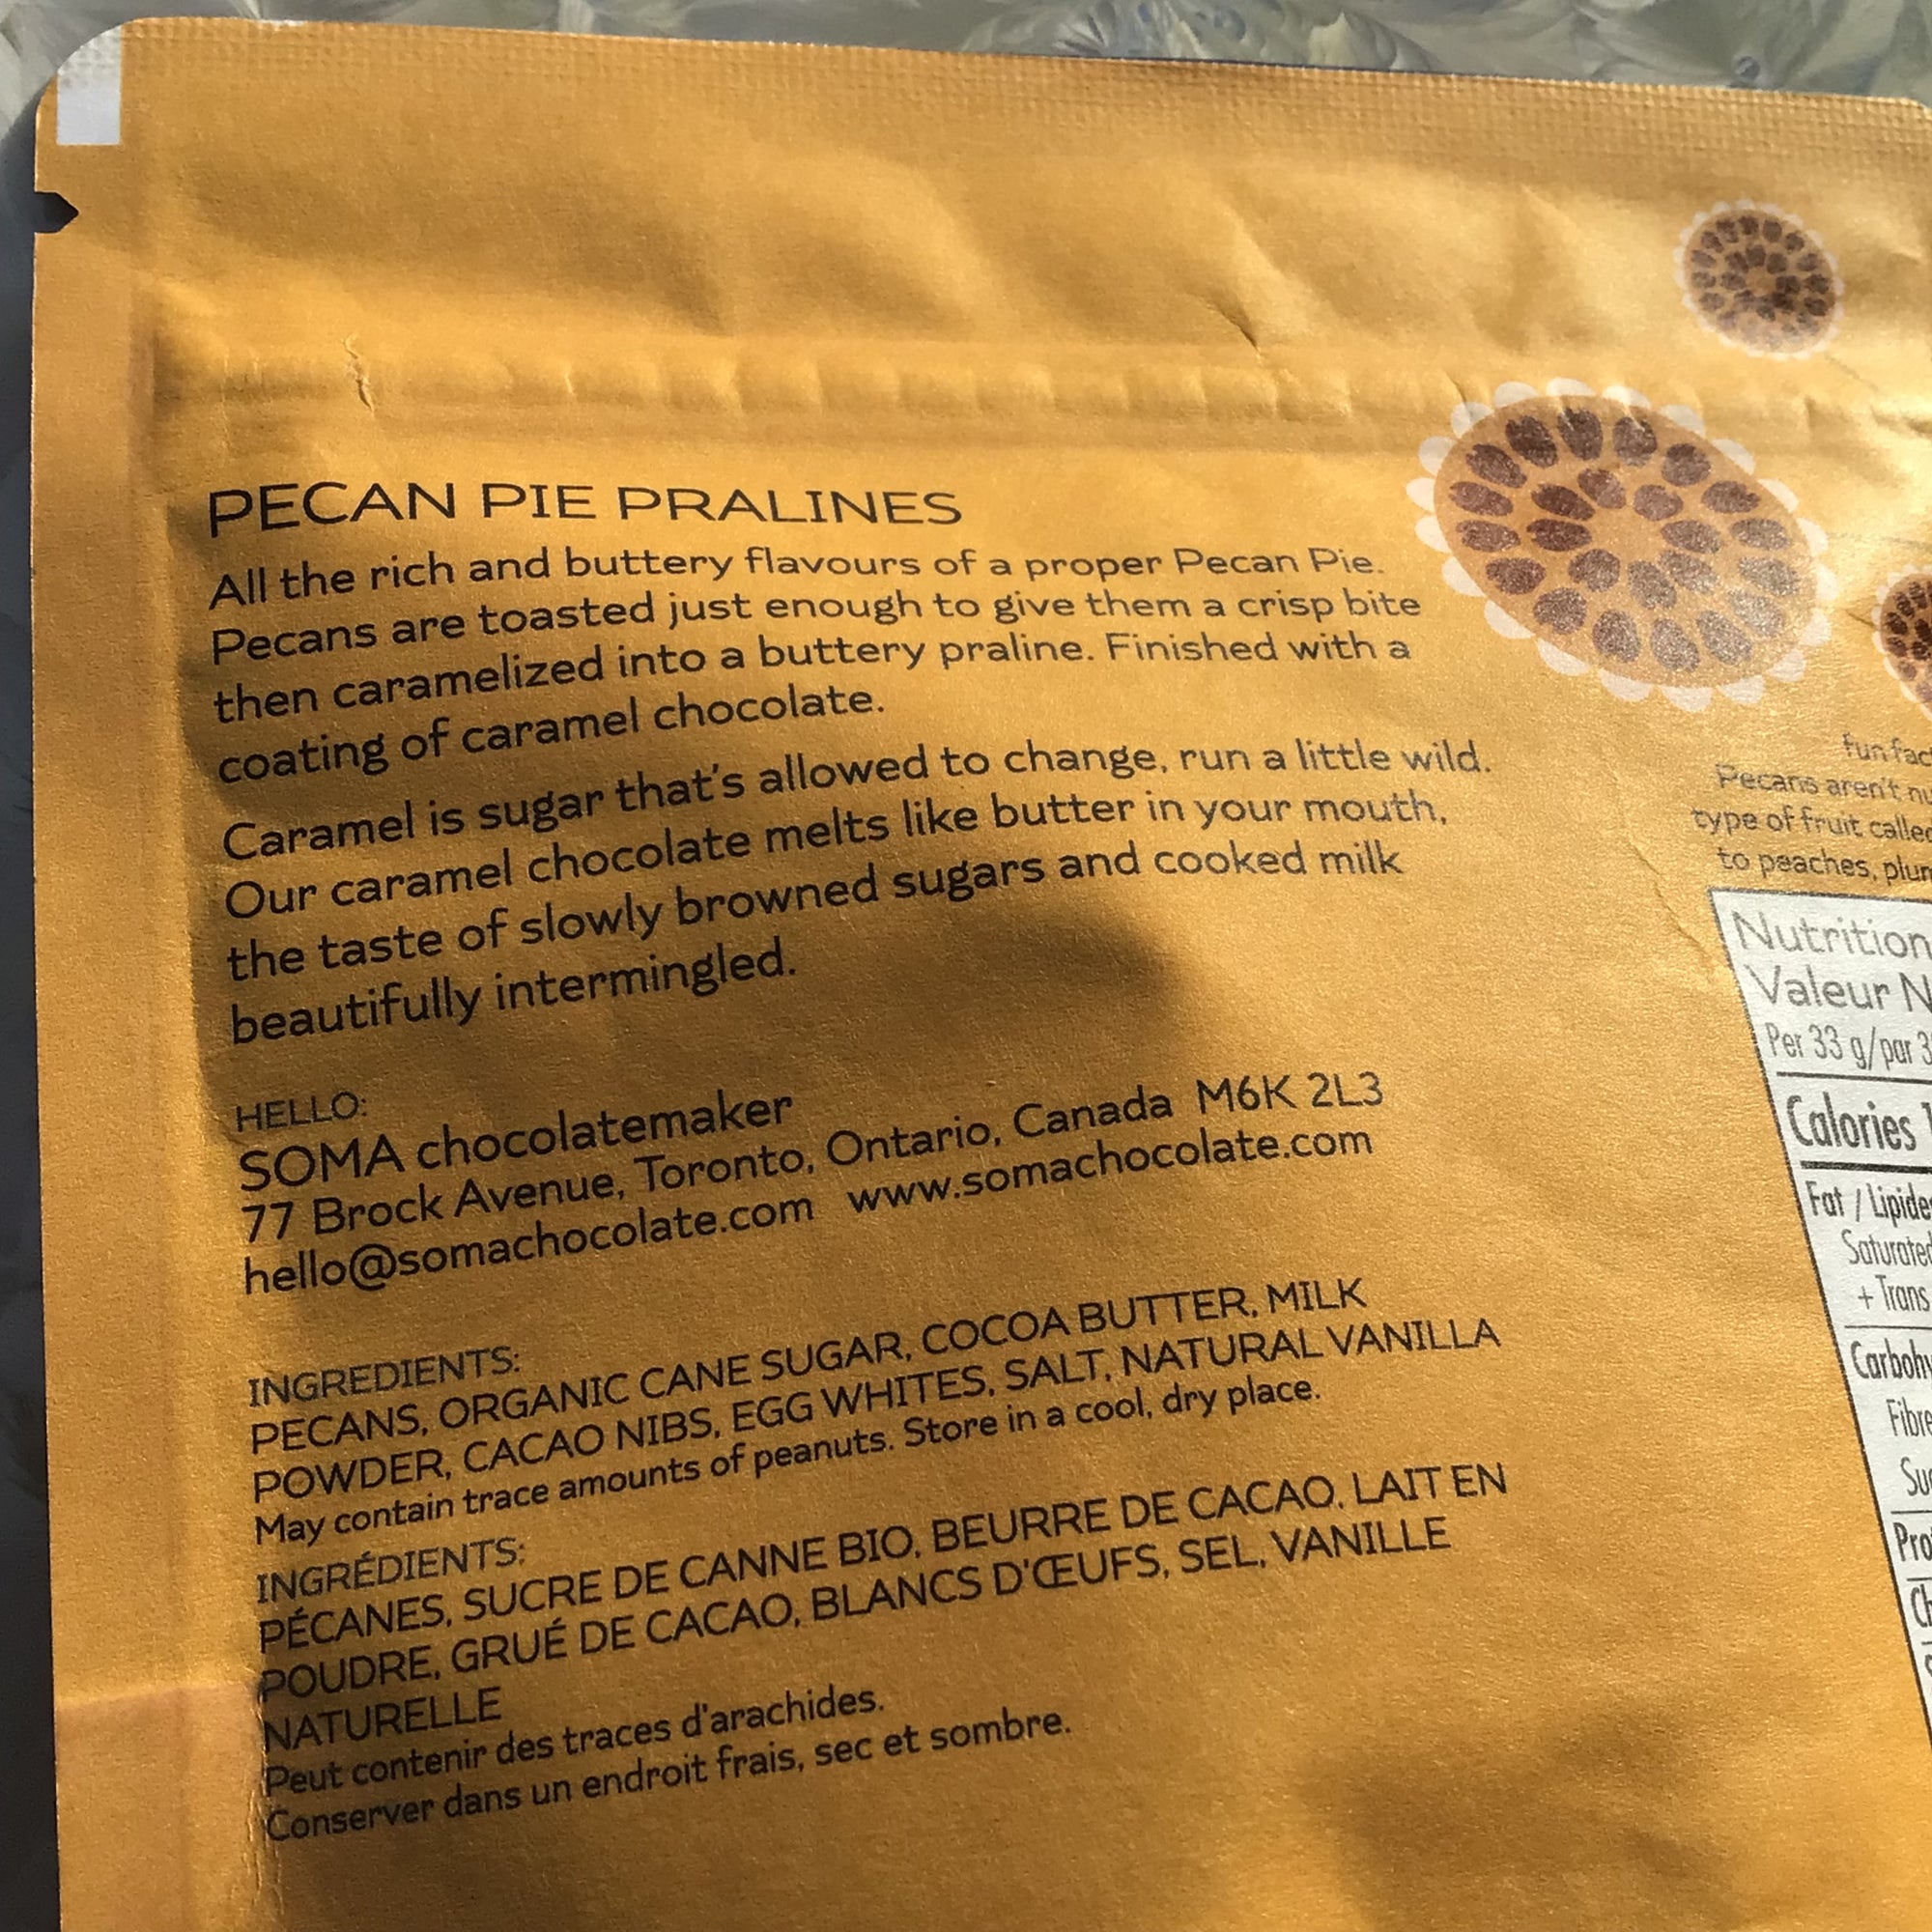 PECAN PIE PRALINES
All the rich and buttery flavours of a proper Pecan Pie.
Pecans are toasted just enough to give them a crisp bite
then caramelized into a buttery praline. Finished with a
coating of caramel chocolate.
Caramel is sugar that's allowed to change, run a little wild.
Our caramel chocolate melts like butter in your mouth,
the taste of slowly browned sugars and cooked milk
beautifully intermingled.
HELLO:
SOMA chocolatemaker
77 Brock Avenue, Toronto, Ontario, Canada M6K 2L3
hello@somachocolate.com www.somachocolate.com
INGREDIENTS:
PECANS, ORGANIC CANE SUGAR, COCOA BUTTER, MILK
POWDER, CACAO NIBS, EGG WHITES, SALT, NATURAL VANILLA
May contain trace amounts of peanuts. Store in a cool, dry place.
INGRÉDIENTS:
PÉCANES, SUCRE DE CANNE BIO, BEURRE DE CACAO, LAIT EN
POUDRE, GRUÉ DE CACAO, BLANCS D'ŒUFS, SEL, VANILLE
NATURELLE
Peut contenir des traces d'arachides.
Conserver dans un endroit frais, sec et sombre.
fun
Pecans aren't
type of fruit
to peaches,
Nutrition
Valeur
Per 33 g/par
Calories
Fat / 
Saturated
+ Trans